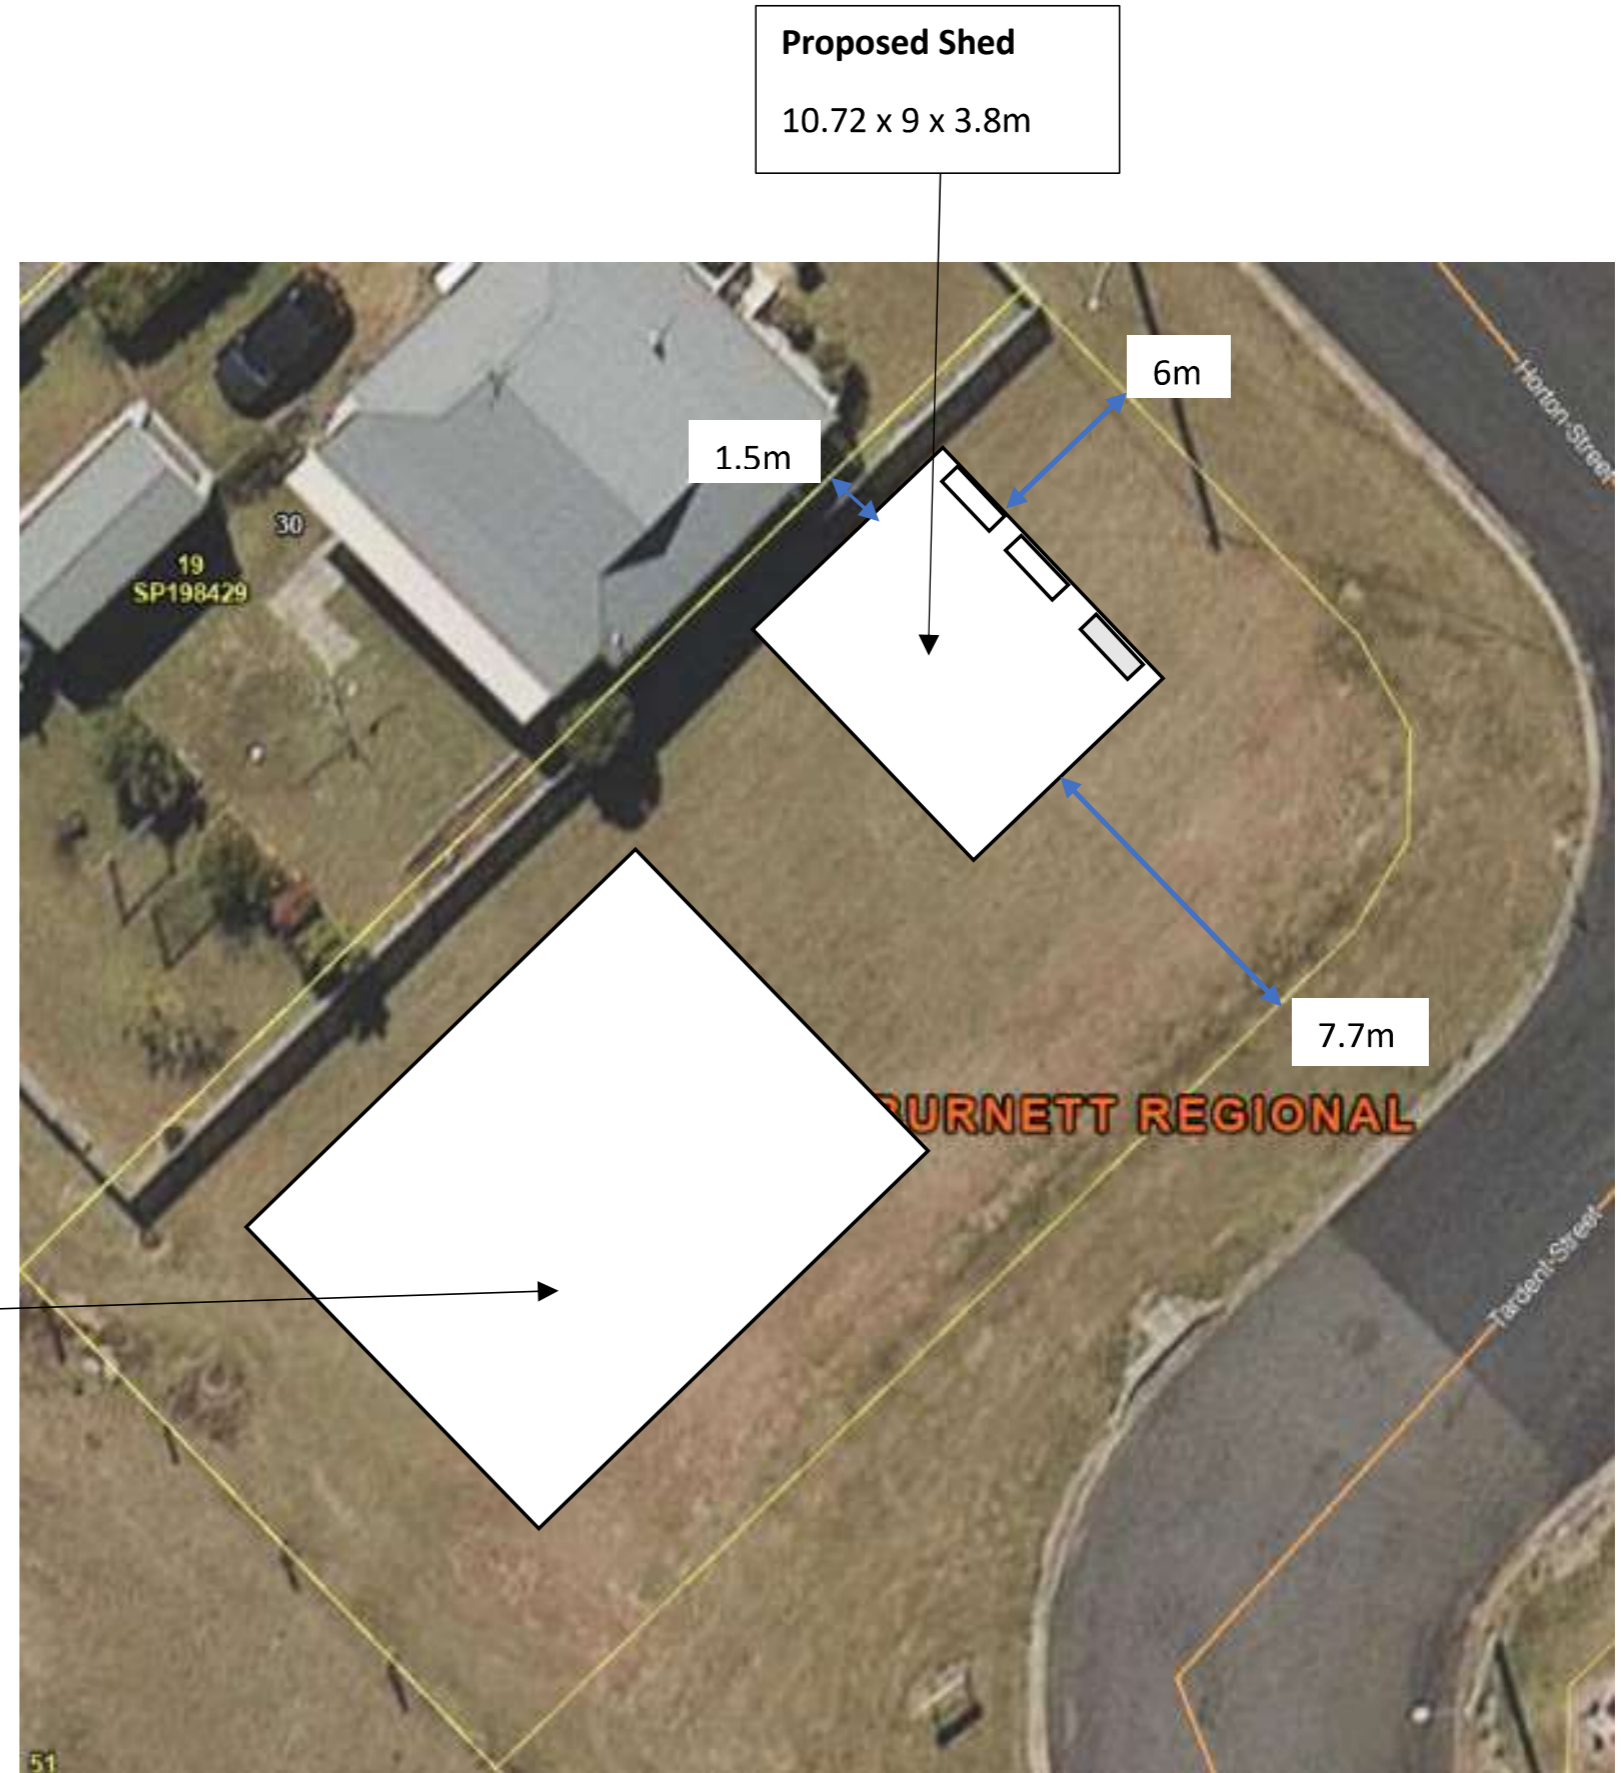 Proposed Shed
10.72 x 9 x 3.8m
6m
Horton Street
1.5m
30
19
SP198429
7.7m
BURNETT REGIONAL
Tardent Street
51